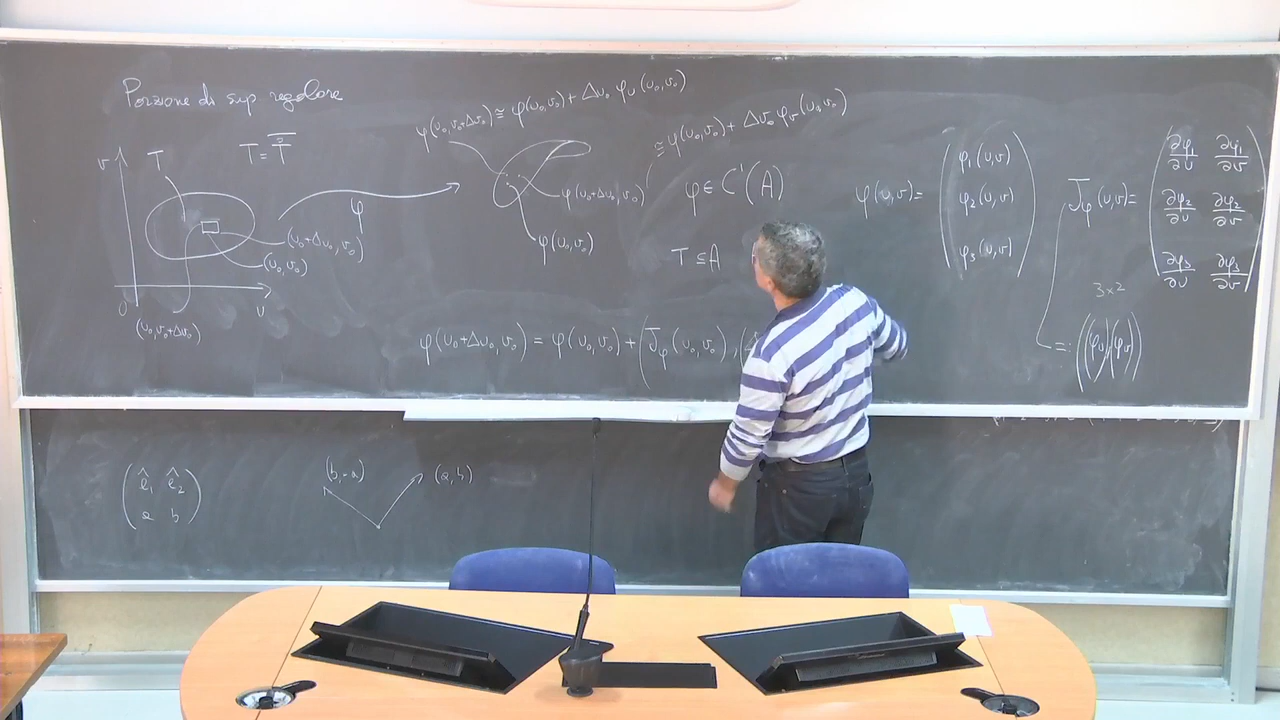 Porzione di sup regolare
T = T̅̊
v
T
(u₀+Δu₀,v₀)
(u₀,v₀)
0
u
(u₀,v₀+Δv₀)
φ
φ(u₀,v₀+Δv₀) ≅ φ(u₀,v₀) + Δu₀ φᵤ(u₀,v₀)
≅ φ(u₀,v₀) + Δv₀ φᵥ(u₀,v₀)
φ(u₀+Δu₀,v₀)
φ(u₀,v₀)
φ ∈ C¹(A)
T ⊆ A
φ(u₀+Δu₀,v₀) = φ(u₀,v₀) + (J_φ(u₀,v₀),(
φ(u,v) = (φ₁(u,v)
φ₂(u,v)
φ₃(u,v))
J_φ(u,v) = (∂φ₁/∂u ∂φ₁/∂v
∂φ₂/∂u ∂φ₂/∂v
∂φ₃/∂u ∂φ₃/∂v)
3×2
=: ((φᵤ)(φᵥ))
(ê₁ ê₂
a b)
(b,-a)
(a,b)